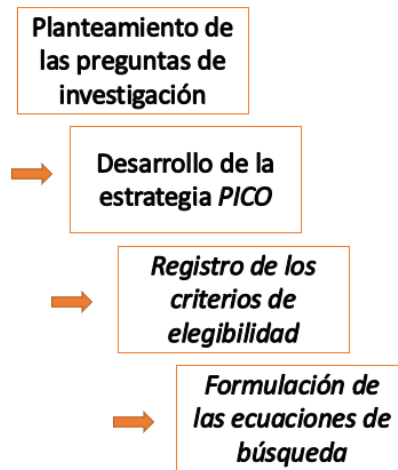 Planteamiento de
las preguntas de
investigación
Desarrollo de la
estrategia PICO
Registro de los
criterios de
elegibilidad
Formulación de
las ecuaciones de
búsqueda